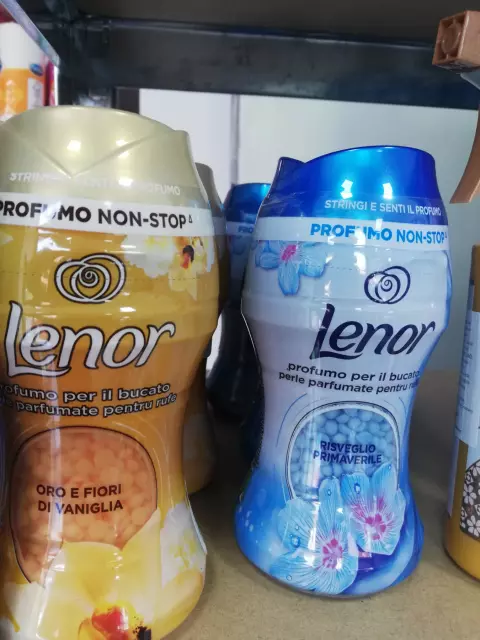 STRINGI E SENTI IL PROFUMO
PROFUMO NON-STOP
Lenor
profumo per il bucato
perle parfumate pentru rufe
ORO E FIORI
DI VANIGLIA
STRINGI E SENTI IL PROFUMO
PROFUMO NON-STOP
Lenor
profumo per il bucato
perle parfumate pentru rufe
RISVEGLIO
PRIMAVERILE